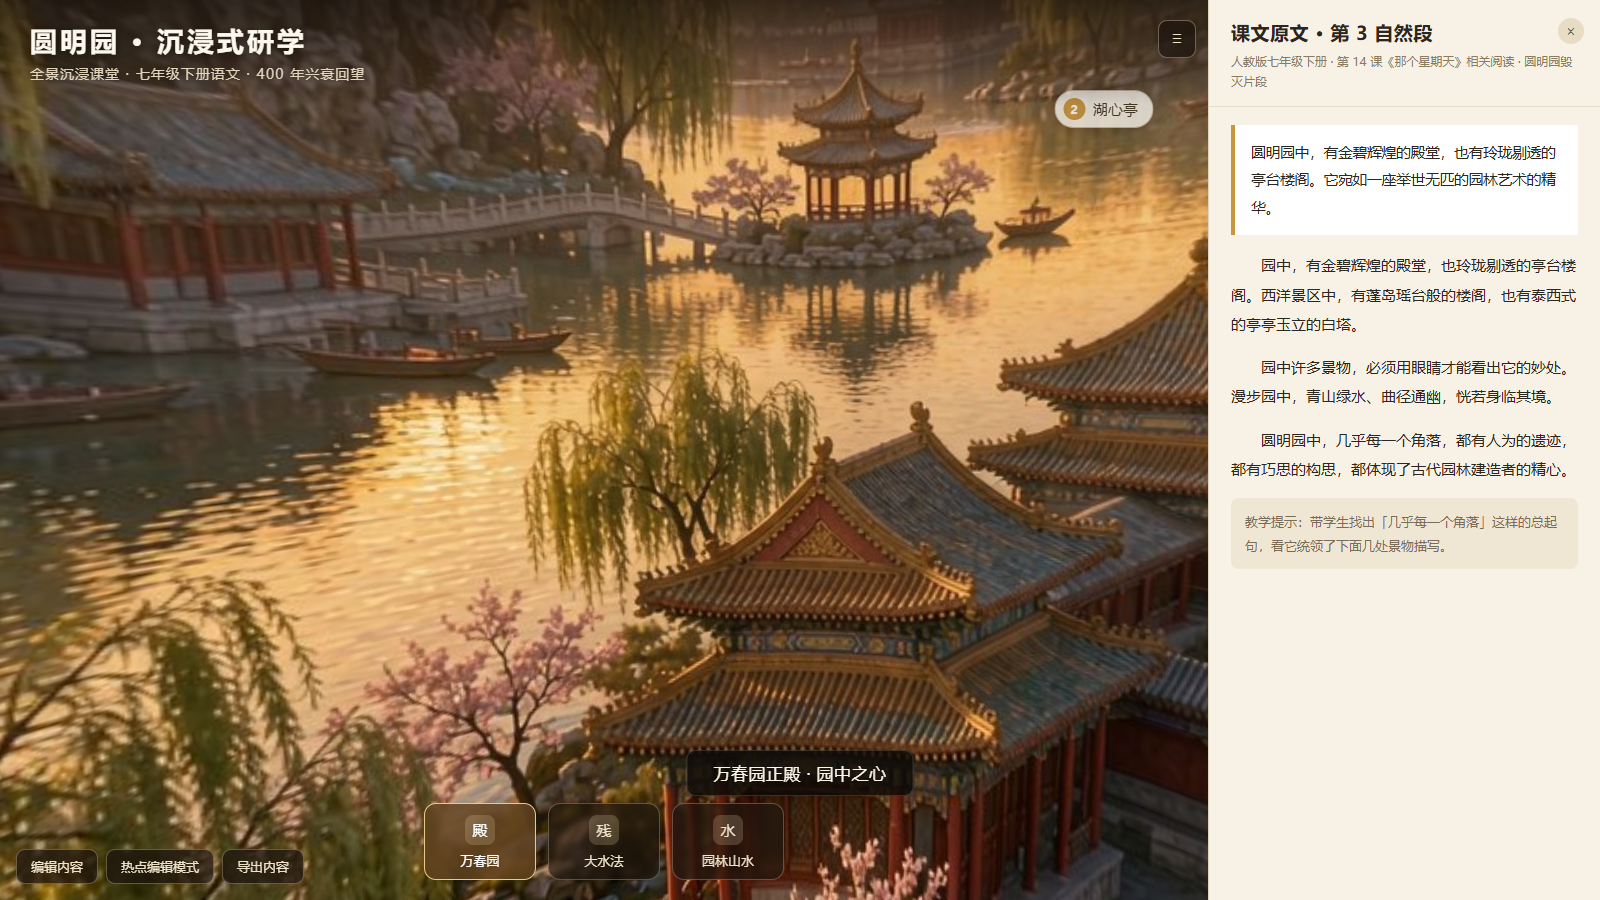 圆明园 · 沉浸式研学
全景沉浸课堂 · 七年级下册语文 · 400 年兴衰回望
☰
2 湖心亭
万春园正殿 · 园中之心
殿
万春园
残
大水法
水
园林山水
编辑内容
热点编辑模式
导出内容
课文原文 · 第 3 自然段
×
人教版七年级下册 · 第 14 课《那个星期天》相关阅读 · 圆明园毁
灭片段
圆明园中，有金碧辉煌的殿堂，也有玲珑剔透的
亭台楼阁。它宛如一座举世无匹的园林艺术的精
华。
园中，有金碧辉煌的殿堂，也玲珑剔透的亭台楼
阁。西洋景区中，有蓬岛瑶台般的楼阁，也有泰西式
的亭亭玉立的白塔。
园中许多景物，必须用眼睛才能看出它的妙处。
漫步园中，青山绿水、曲径通幽，恍若身临其境。
圆明园中，几乎每一个角落，都有人为的遗迹，
都有巧思的构思，都体现了古代园林建造者的精心。
教学提示：带学生找出「几乎每一个角落」这样的总起
句，看它统领了下面几处景物描写。